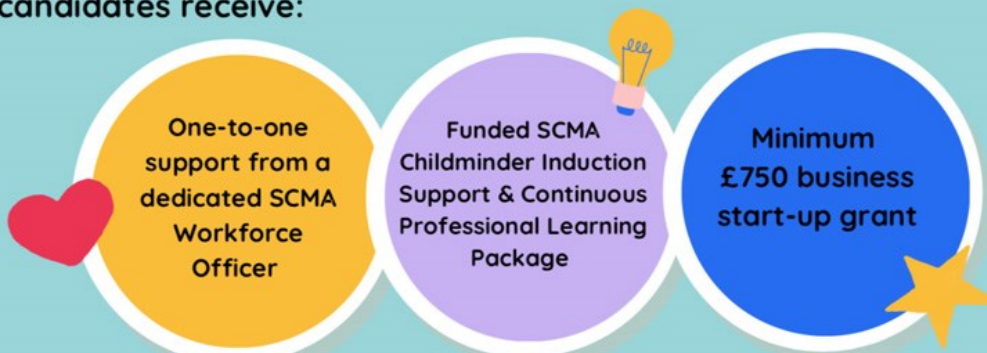 candidates receive:
One-to-one
support from a
dedicated SCMA
Workforce
Officer
Funded SCMA
Childminder Induction
Support & Continuous
Professional Learning
Package
Minimum
£750 business
start-up grant